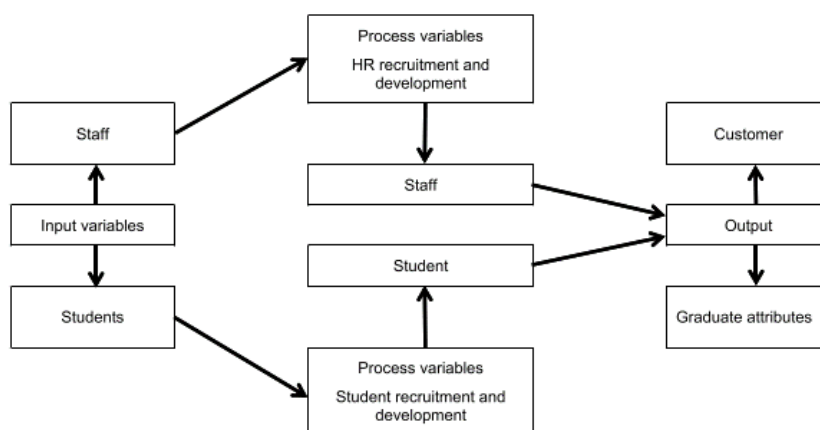 Process variables
HR recruitment and
development
Staff
Customer
Staff
Input variables
Output
Student
Students
Graduate attributes
Process variables
Student recruitment and
development